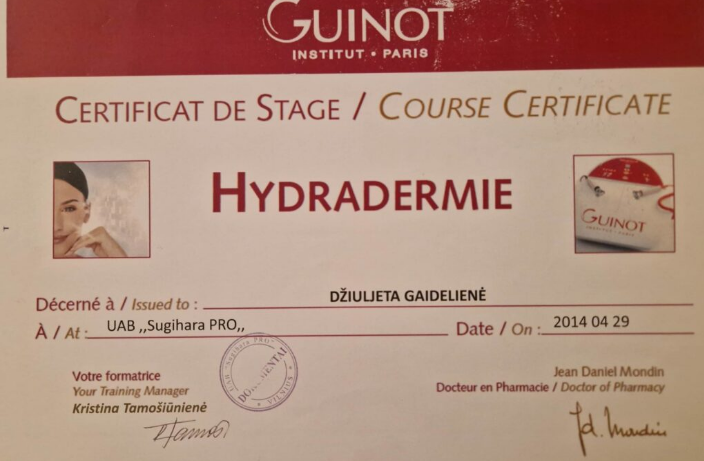 GUINOT
INSTITUT • PARIS
CERTIFICAT DE STAGE / COURSE CERTIFICATE
HYDRADERMIE
GUINOT
Décerné à / Issued to : DŽIULJETA GAIDELIENĖ
À / At : UAB ,,Sugihara PRO,, Date / On : 2014 04 29
DOKUMENTAI
Votre formatrice
Your Training Manager
Kristina Tamošiūnienė
Jean Daniel Mondin
Docteur en Pharmacie / Doctor of Pharmacy
Jd. Mondin